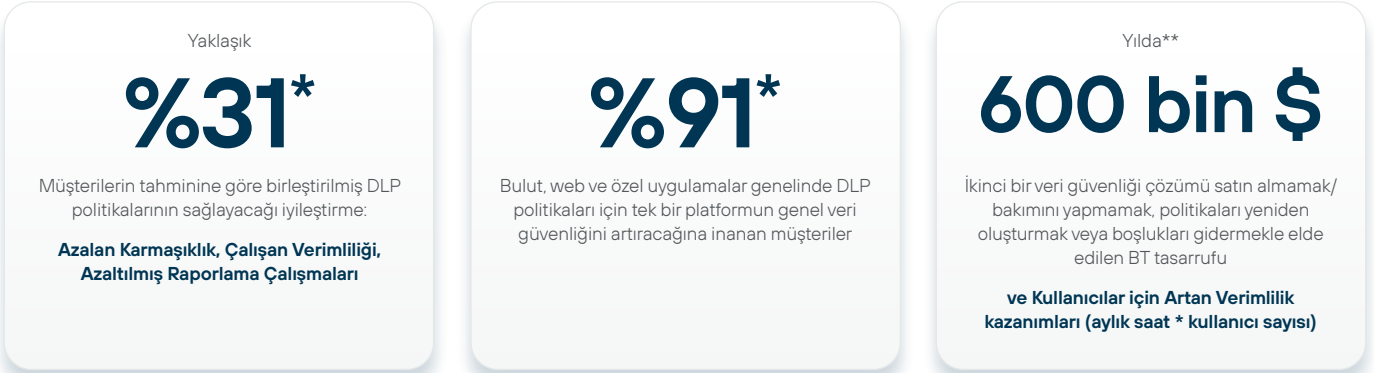 Yaklaşık
%31*
Müşterilerin tahminine göre birleştirilmiş DLP
politikalarının sağlayacağı iyileştirme:
Azalan Karmaşıklık, Çalışan Verimliliği,
Azaltılmış Raporlama Çalışmaları
%91*
Bulut, web ve özel uygulamalar genelinde DLP
politikaları için tek bir platformun genel veri
güvenliğini artıracağına inanan müşteriler
Yılda**
600 bin $
İkinci bir veri güvenliği çözümü satın almamak/
bakımını yapmamak, politikaları yeniden
oluşturmak veya boşlukları gidermekle elde
edilen BT tasarrufu
ve Kullanıcılar için Artan Verimlilik
kazanımları (aylık saat * kullanıcı sayısı)